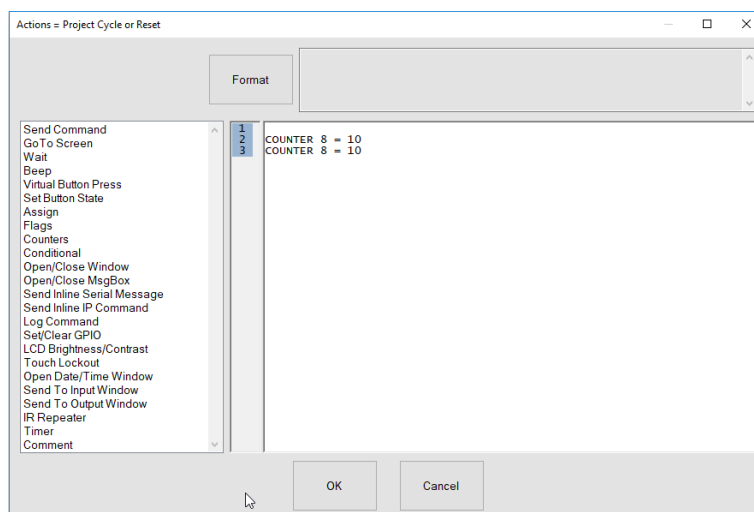 Actions = Project Cycle or Reset
Format
Send Command
GoTo Screen
Wait
Beep
Virtual Button Press
Set Button State
Assign
Flags
Counters
Conditional
Open/Close Window
Open/Close MsgBox
Send Inline Serial Message
Send Inline IP Command
Log Command
Set/Clear GPIO
LCD Brightness/Contrast
Touch Lockout
Open Date/Time Window
Send To Input Window
Send To Output Window
IR Repeater
Timer
Comment
1
2 COUNTER 8 = 10
3 COUNTER 8 = 10
OK Cancel